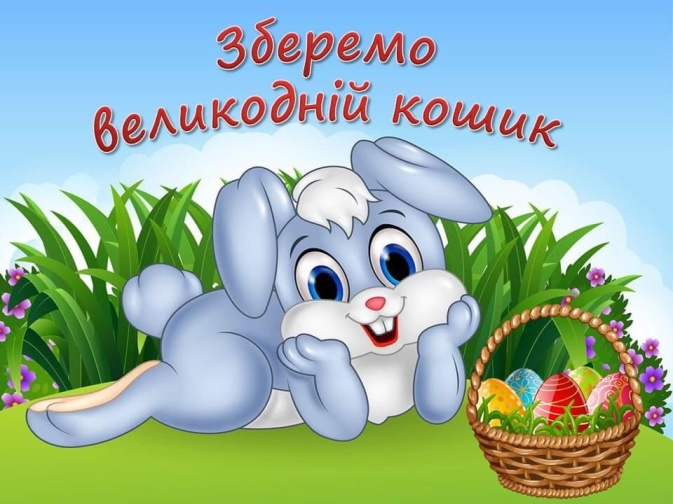 Зберемо
великодній кошик